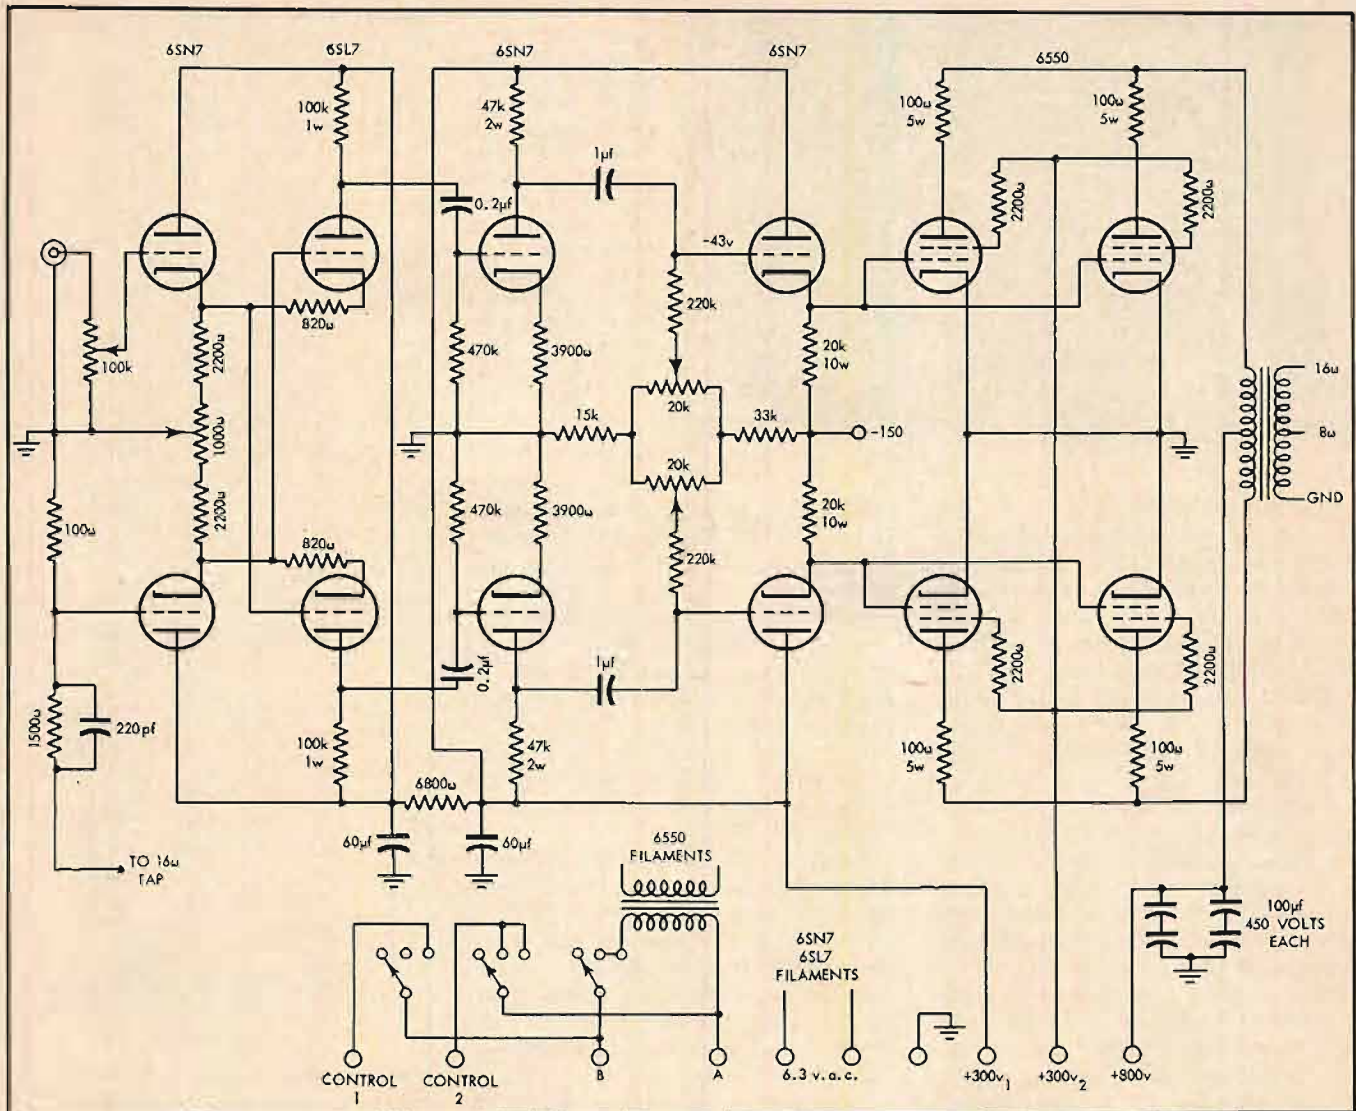 6SN7
6SL7
6SN7
6SN7
6550
100k
1w
47k
2w
1µf
100ω
5w
100ω
5w
2200ω
2200ω
0.2µf
-43v
820ω
220k
100k
2200ω
470k
3900ω
20k
10w
16ω
20k
15k
33k
1000ω
-150
8ω
20k
100ω
2200ω
470k
3900ω
20k
10w
GND
820ω
220k
0.2µf
1µf
2200ω
2200ω
1500ω
220pf
100k
1w
47k
2w
100ω
5w
100ω
5w
6800ω
60µf
60µf
TO 16ω
TAP
6550
FILAMENTS
100µf
450 VOLTS
EACH
6SN7
6SL7
FILAMENTS
CONTROL
1
CONTROL
2
B
A
6.3 v.a.c.
+300v1
+300v2
+800v